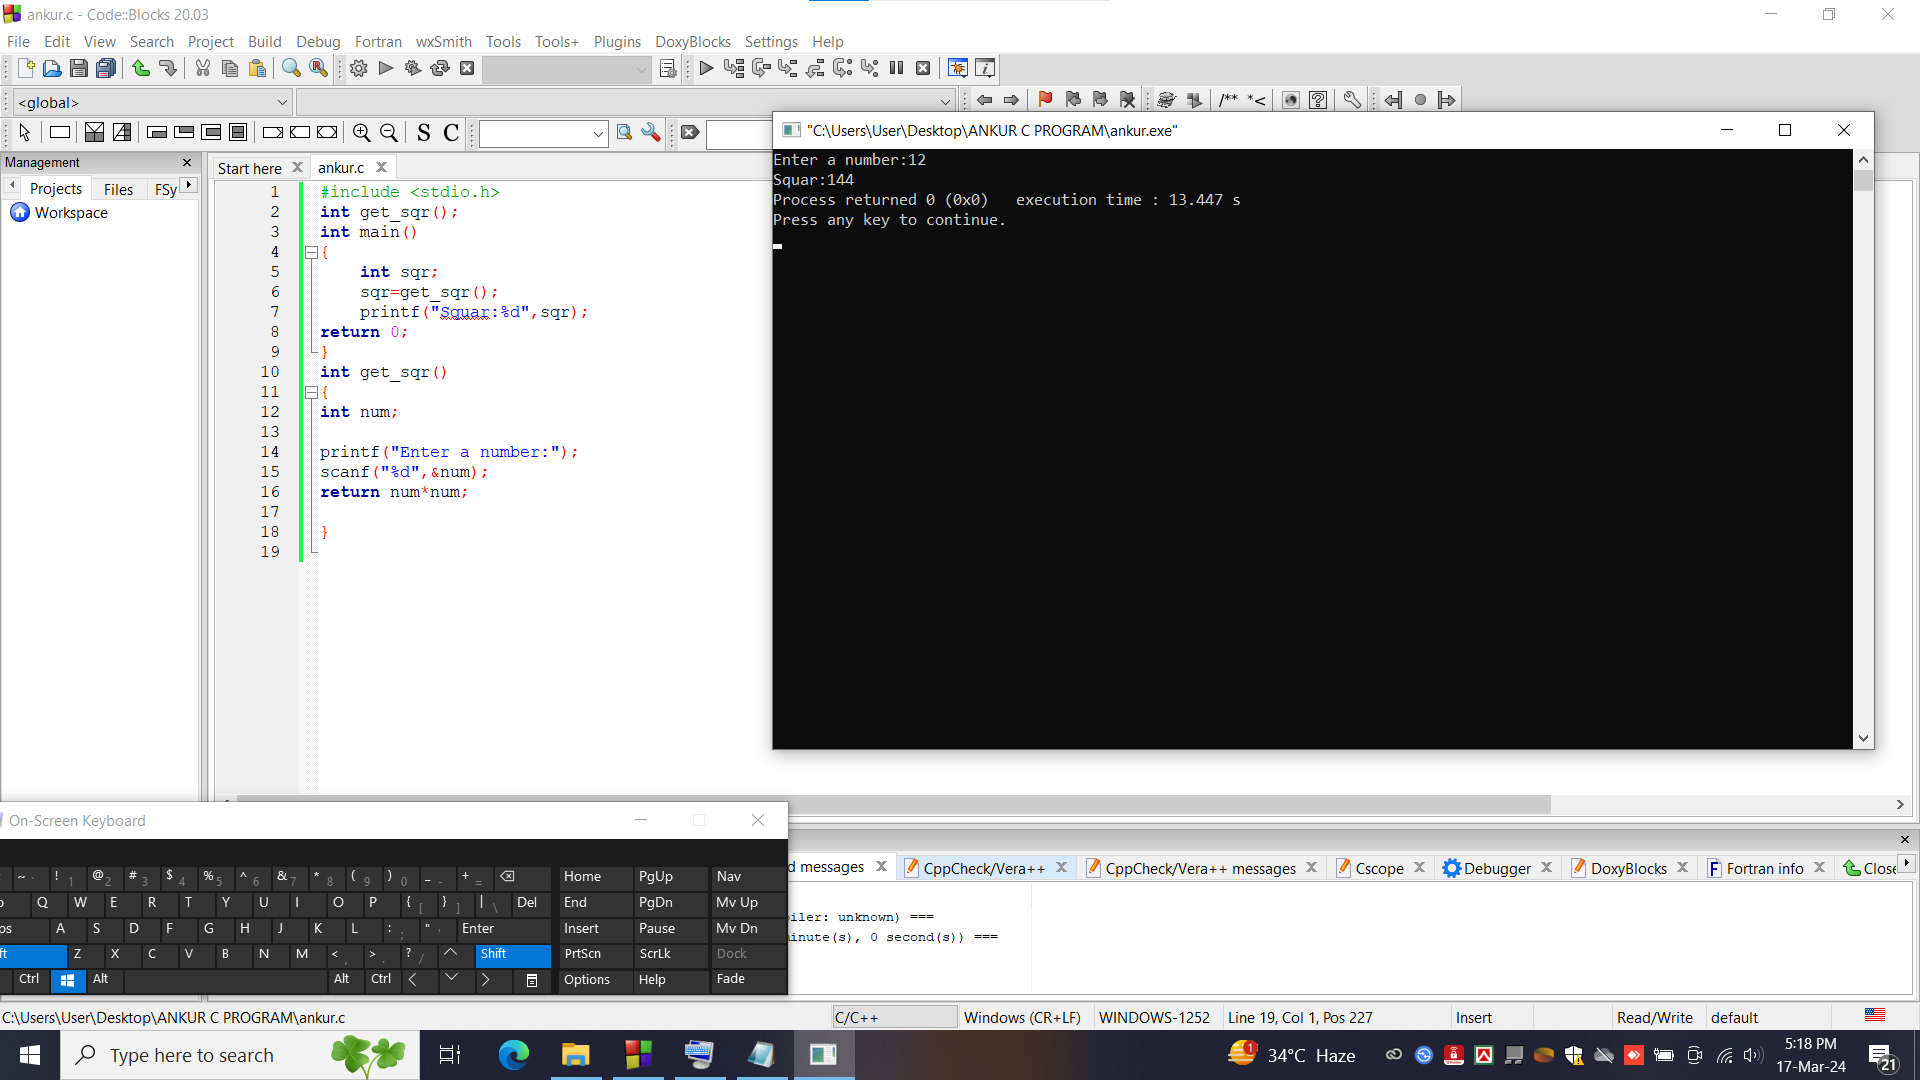 ankur.c - Code::Blocks 20.03
File Edit View Search Project Build Debug Fortran wxSmith Tools Tools+ Plugins DoxyBlocks Settings Help
<global>
/** *<
S C
Management
Projects Files FSy
Workspace
Start here ankur.c
1 #include <stdio.h>
2 int get_sqr();
3 int main()
4 {
5 int sqr;
6 sqr=get_sqr();
7 printf("Squar:%d",sqr);
8 return 0;
9 }
10 int get_sqr()
11 {
12 int num;
13
14 printf("Enter a number:");
15 scanf("%d",&num);
16 return num*num;
17
18 }
19
"C:\Users\User\Desktop\ANKUR C PROGRAM\ankur.exe"
Enter a number:12
Squar:144
Process returned 0 (0x0) execution time : 13.447 s
Press any key to continue.
On-Screen Keyboard
~ ` ! 1 @ 2 # 3 $ 4 % 5 ^ 6 & 7 * 8 ( 9 ) 0 _ - + = Home PgUp Nav
Q W E R T Y U I O P { [ } ] | \ Del End PgDn Mv Up
ps A S D F G H J K L : ; " ' Enter Insert Pause Mv Dn
ft Z X C V B N M < , > . ? / Shift PrtScn ScrLk Dock
Ctrl Alt Alt Ctrl Options Help Fade
d messages CppCheck/Vera++ CppCheck/Vera++ messages Cscope Debugger DoxyBlocks Fortran info Close
piler: unknown) ===
minute(s), 0 second(s)) ===
C:\Users\User\Desktop\ANKUR C PROGRAM\ankur.c C/C++ Windows (CR+LF) WINDOWS-1252 Line 19, Col 1, Pos 227 Insert Read/Write default
Type here to search
1 34°C Haze
5:18 PM
17-Mar-24
21